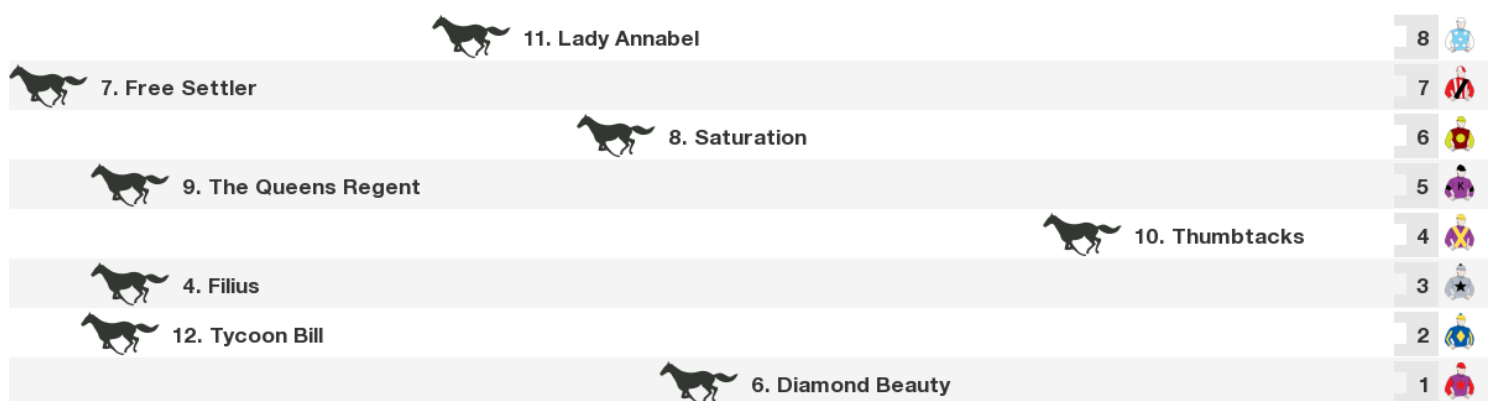 11. Lady Annabel 8
7. Free Settler 7
8. Saturation 6
9. The Queens Regent 5
K
10. Thumbtacks 4
4. Filius 3
12. Tycoon Bill 2
6. Diamond Beauty 1